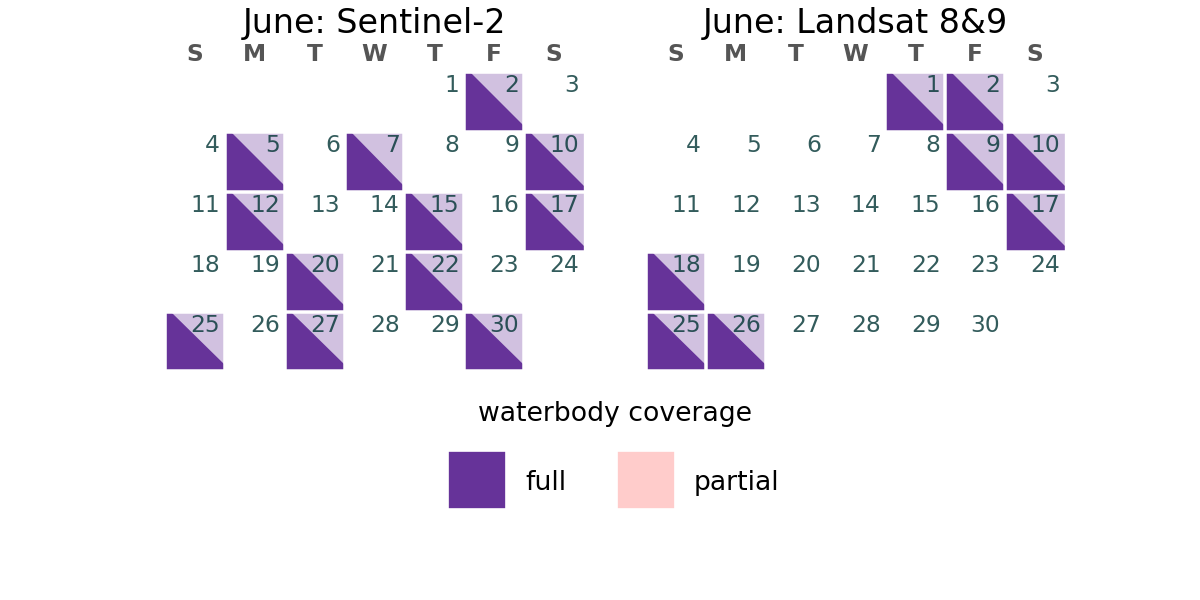 June: Sentinel-2
S M T W T F S
1 2 3
4 5 6 7 8 9 10
11 12 13 14 15 16 17
18 19 20 21 22 23 24
25 26 27 28 29 30
June: Landsat 8&9
S M T W T F S
1 2 3
4 5 6 7 8 9 10
11 12 13 14 15 16 17
18 19 20 21 22 23 24
25 26 27 28 29 30
waterbody coverage
full partial